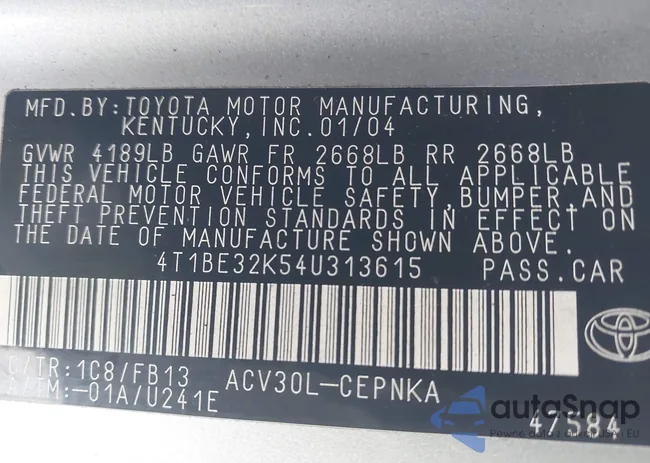 MFD.BY:TOYOTA MOTOR MANUFACTURING,
KENTUCKY,INC.01/04
GVWR 4189LB GAWR FR 2668LB RR 2668LB
THIS VEHICLE CONFORMS TO ALL APPLICABLE
FEDERAL MOTOR VEHICLE SAFETY,BUMPER,AND
THEFT PREVENTION STANDARDS IN EFFECT ON
THE DATE OF MANUFACTURE SHOWN ABOVE.
4T1BE32K54U313615 PASS.CAR
C/TR:1C8/FB13 ACV30L-CEPNKA
A/TM:-01A/U241E
47584
autoSnap